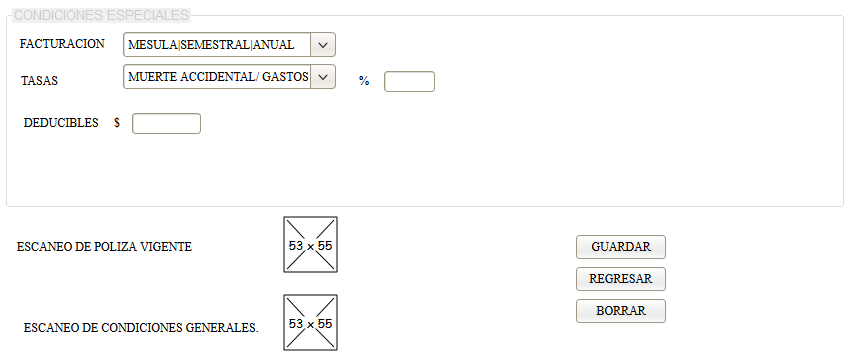 CONDICIONES ESPECIALES
FACTURACION MESULA|SEMESTRAL|ANUAL
TASAS MUERTE ACCIDENTAL/ GASTOS %
DEDUCIBLES $
ESCANEO DE POLIZA VIGENTE 53 x 55 GUARDAR
REGRESAR
BORRAR
ESCANEO DE CONDICIONES GENERALES. 53 x 55